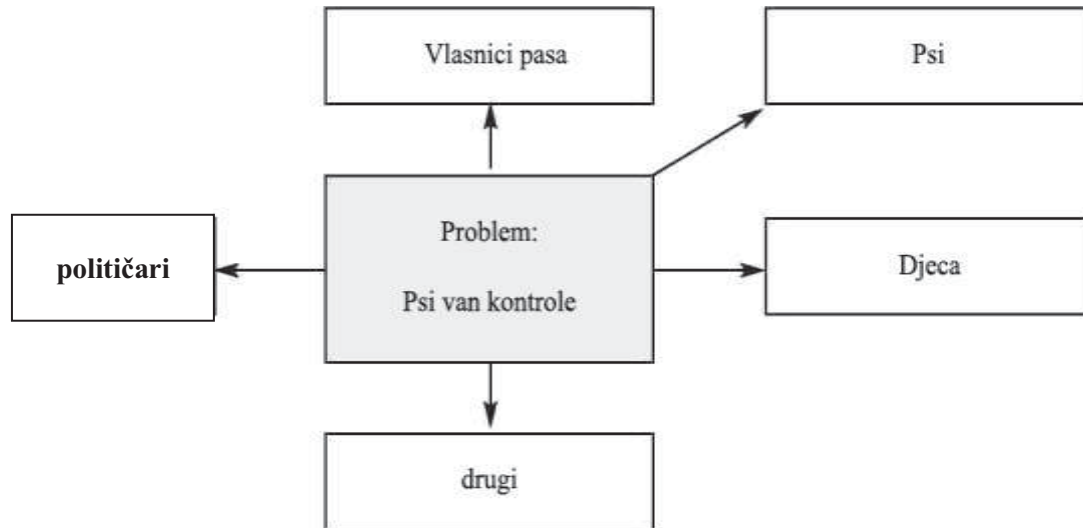 Vlasnici pasa
Psi
političari
Problem:
Psi van kontrole
Djeca
drugi